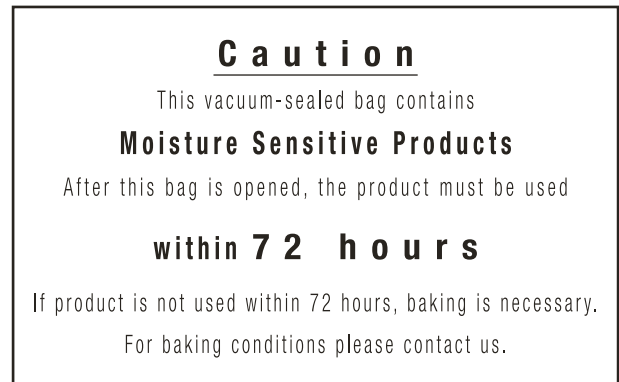 Caution
This vacuum-sealed bag contains
Moisture Sensitive Products
After this bag is opened, the product must be used
within 72 hours
If product is not used within 72 hours, baking is necessary.
For baking conditions please contact us.